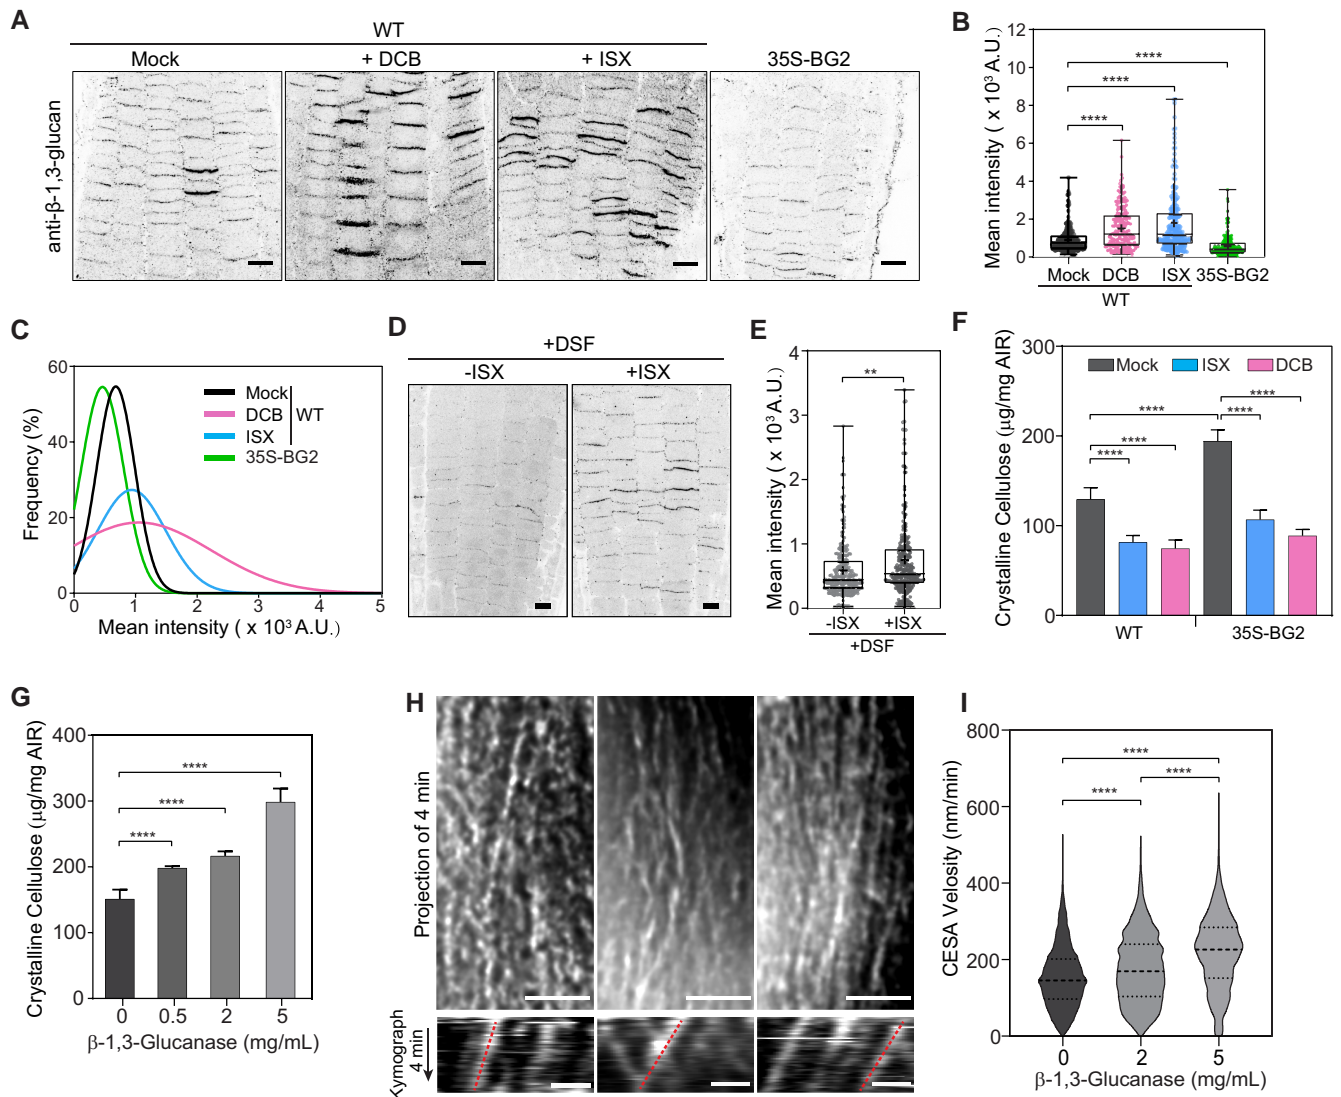 A
WT
Mock
+ DCB
+ ISX
35S-BG2
anti-β-1,3-glucan
B
Mean intensity ( x 10³ A.U.)
12
10
8
6
4
2
0
****
****
****
Mock
DCB
ISX
35S-BG2
WT
C
Frequency (%)
60
40
20
0
Mock
DCB
ISX
35S-BG2
WT
0
1
2
3
4
5
Mean intensity ( x 10³ A.U.)
D
+DSF
-ISX
+ISX
E
Mean intensity ( x 10³ A.U.)
4
3
2
1
0
**
-ISX
+ISX
+DSF
F
Crystalline Cellulose (µg/mg AIR)
300
200
100
0
Mock
ISX
DCB
****
****
****
****
****
WT
35S-BG2
G
Crystalline Cellulose (µg/mg AIR)
400
300
200
100
0
****
****
****
0
0.5
2
5
β-1,3-Glucanase (mg/mL)
H
Projection of 4 min
Kymograph
4 min
I
CESA Velosity (nm/min)
800
600
400
200
0
****
****
****
0
2
5
β-1,3-Glucanase (mg/mL)